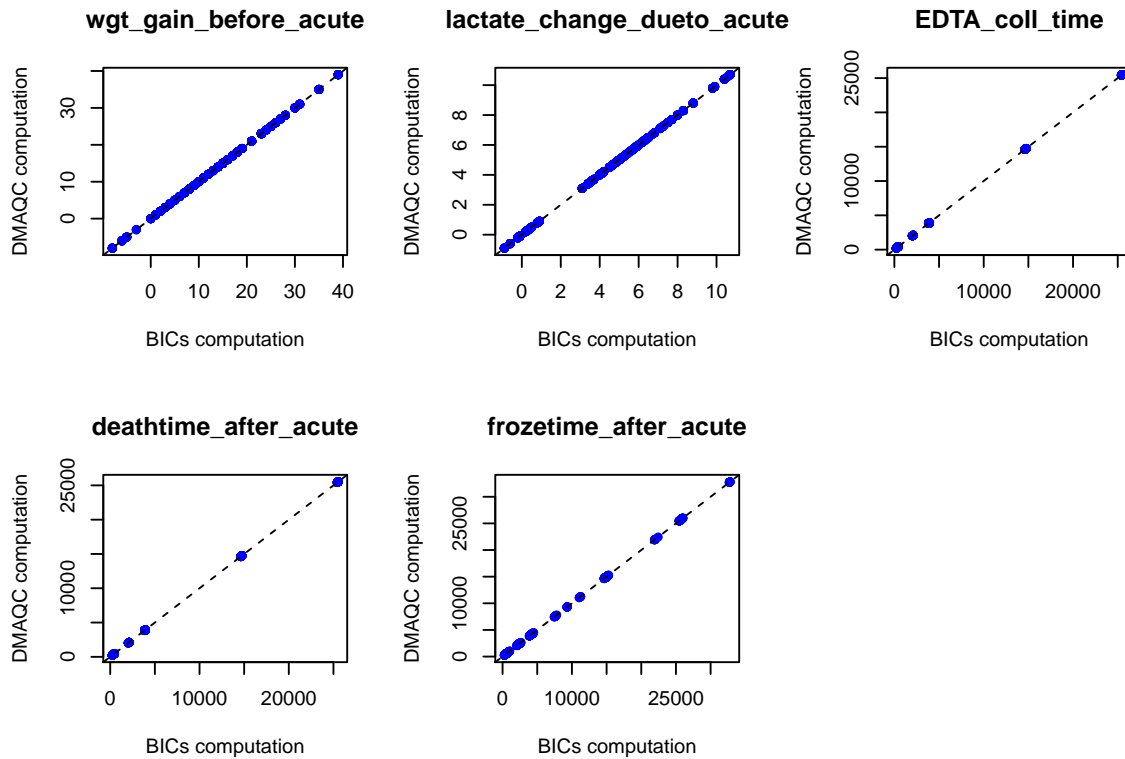 wgt_gain_before_acute
DMAQC computation
0 10 30
0 10 20 30 40
BICs computation
lactate_change_dueto_acute
DMAQC computation
0 2 4 6 8
0 2 4 6 8 10
BICs computation
EDTA_coll_time
DMAQC computation
0 10000 25000
0 10000 20000
BICs computation
deathtime_after_acute
DMAQC computation
0 10000 25000
0 10000 20000
BICs computation
frozetime_after_acute
DMAQC computation
0 10000 25000
0 10000 25000
BICs computation